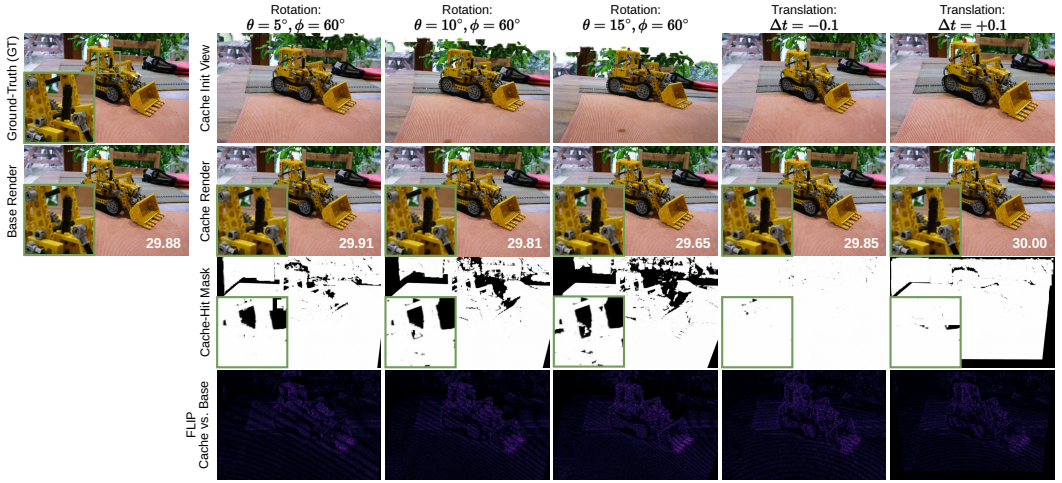 Rotation:
θ = 5°, ϕ = 60°
Rotation:
θ = 10°, ϕ = 60°
Rotation:
θ = 15°, ϕ = 60°
Translation:
Δt = −0.1
Translation:
Δt = +0.1
Ground-Truth (GT)
Cache Init View
Base Render
29.88
Cache Render
29.91
29.81
29.65
29.85
30.00
Cache-Hit Mask
FLIP
Cache vs. Base